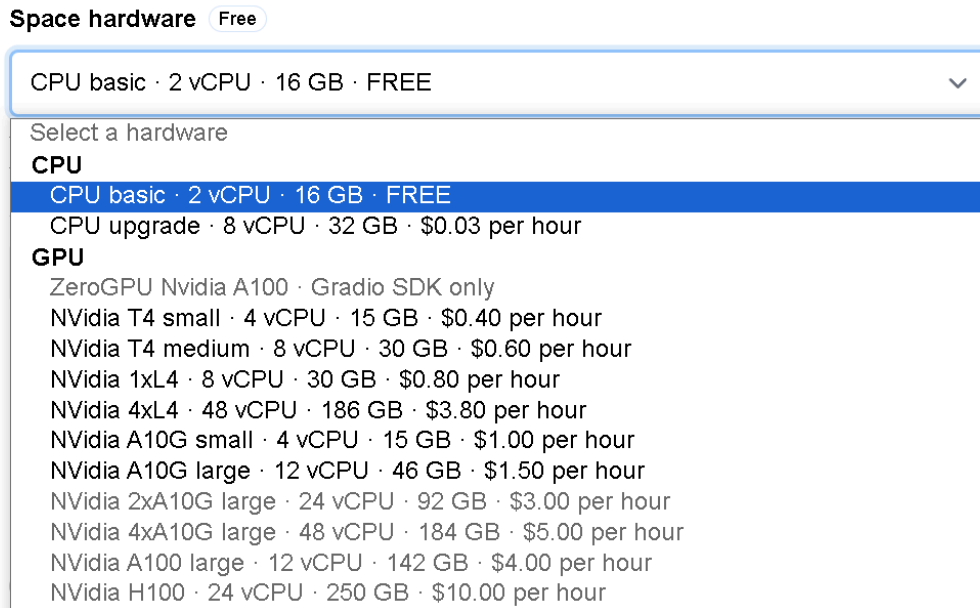 Space hardware Free
CPU basic · 2 vCPU · 16 GB · FREE
Select a hardware
CPU
CPU basic · 2 vCPU · 16 GB · FREE
CPU upgrade · 8 vCPU · 32 GB · $0.03 per hour
GPU
ZeroGPU Nvidia A100 · Gradio SDK only
NVidia T4 small · 4 vCPU · 15 GB · $0.40 per hour
NVidia T4 medium · 8 vCPU · 30 GB · $0.60 per hour
NVidia 1xL4 · 8 vCPU · 30 GB · $0.80 per hour
NVidia 4xL4 · 48 vCPU · 186 GB · $3.80 per hour
NVidia A10G small · 4 vCPU · 15 GB · $1.00 per hour
NVidia A10G large · 12 vCPU · 46 GB · $1.50 per hour
NVidia 2xA10G large · 24 vCPU · 92 GB · $3.00 per hour
NVidia 4xA10G large · 48 vCPU · 184 GB · $5.00 per hour
NVidia A100 large · 12 vCPU · 142 GB · $4.00 per hour
NVidia H100 · 24 vCPU · 250 GB · $10.00 per hour